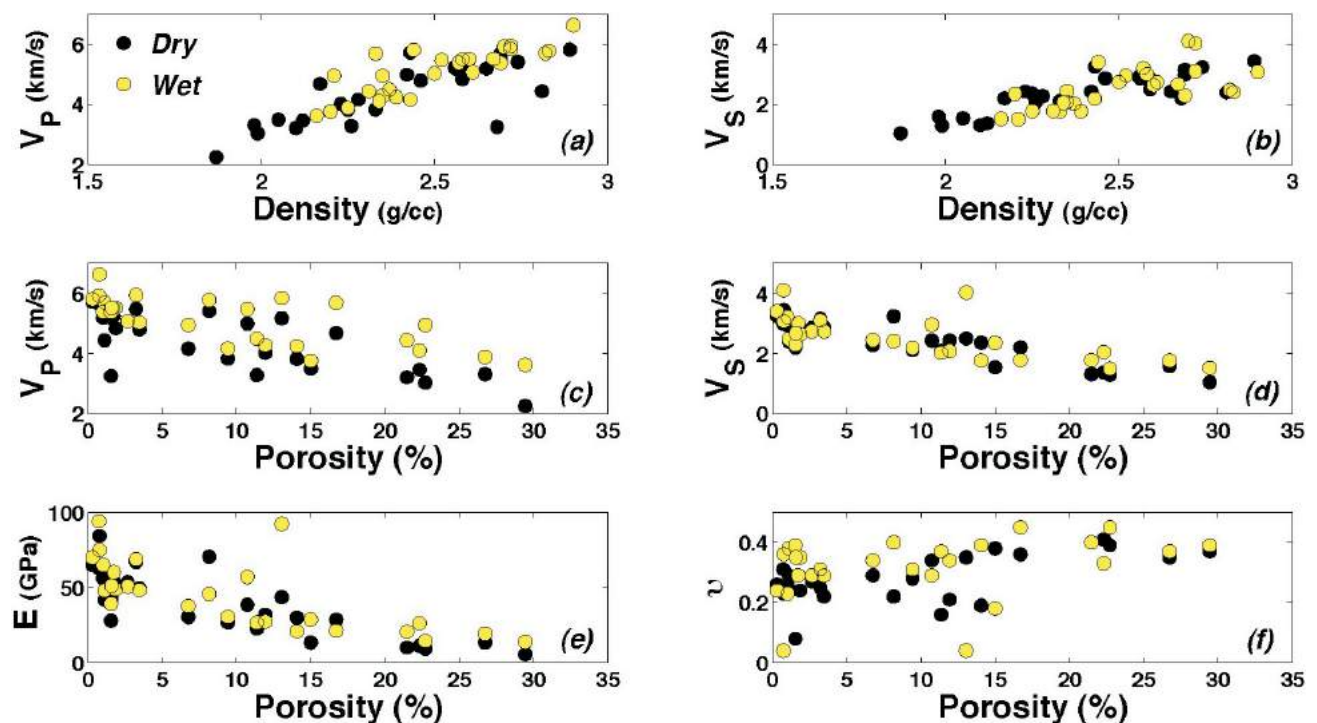 V_P (km/s)
6
4
2
Dry
Wet
(a)
1.5 2 2.5 3
Density (g/cc)
V_S (km/s)
4
2
0
(b)
1.5 2 2.5 3
Density (g/cc)
V_P (km/s)
6
4
2
(c)
0 5 10 15 20 25 30 35
Porosity (%)
V_S (km/s)
4
2
0
(d)
0 5 10 15 20 25 30 35
Porosity (%)
E (GPa)
100
50
0
(e)
0 5 10 15 20 25 30 35
Porosity (%)
υ
0.4
0.2
0
(f)
0 5 10 15 20 25 30 35
Porosity (%)